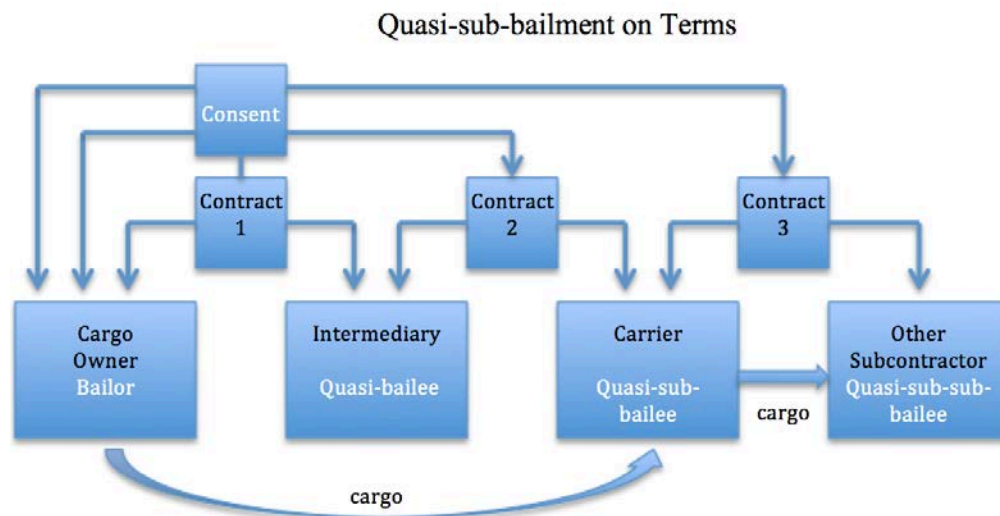 Quasi-sub-bailment on Terms
Consent
Contract
1
Contract
2
Contract
3
Cargo
Owner
Bailor
Intermediary
Quasi-bailee
Carrier
Quasi-sub-
bailee
Other
Subcontractor
Quasi-sub-sub-
bailee
cargo
cargo